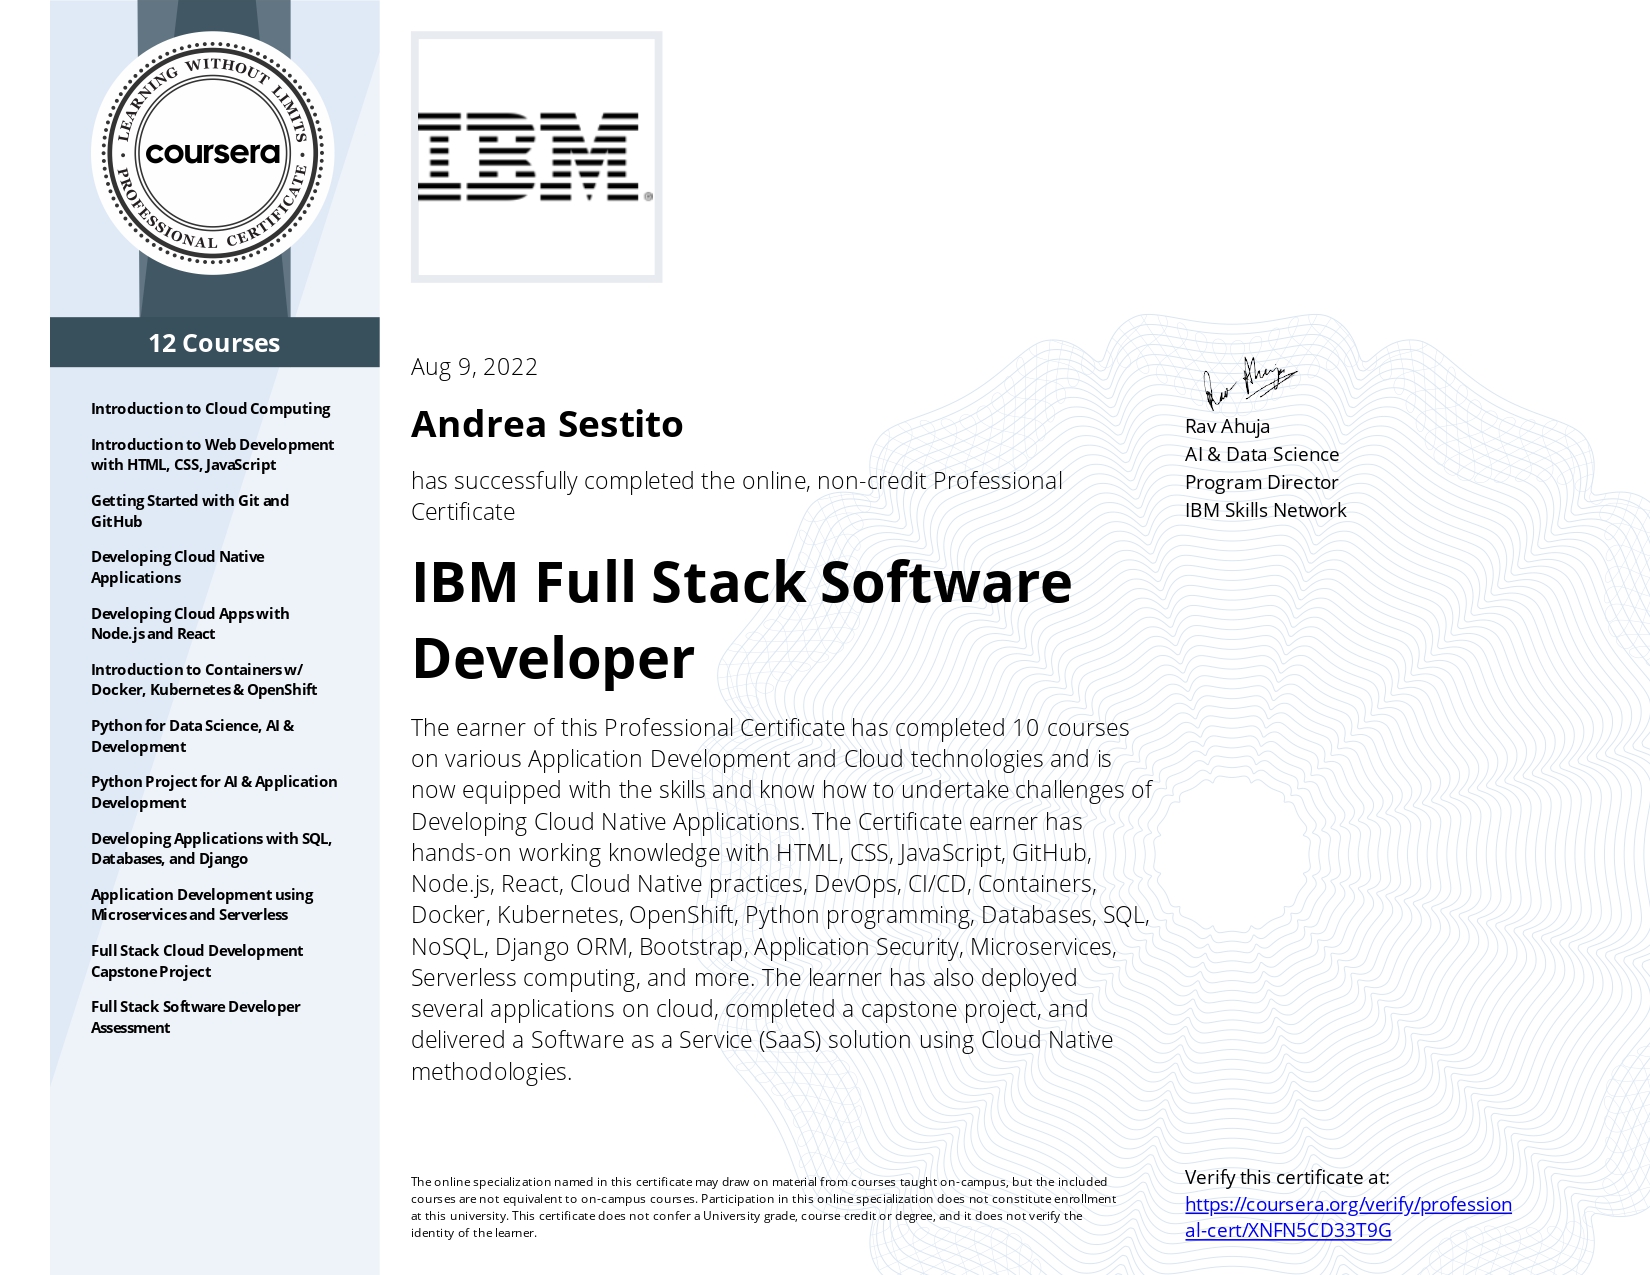 LEARNING WITHOUT LIMITS
coursera
PROFESSIONAL CERTIFICATE
12 Courses
Introduction to Cloud Computing
Introduction to Web Development
with HTML, CSS, JavaScript
Getting Started with Git and
GitHub
Developing Cloud Native
Applications
Developing Cloud Apps with
Node.js and React
Introduction to Containers w/
Docker, Kubernetes & OpenShift
Python for Data Science, AI &
Development
Python Project for AI & Application
Development
Developing Applications with SQL,
Databases, and Django
Application Development using
Microservices and Serverless
Full Stack Cloud Development
Capstone Project
Full Stack Software Developer
Assessment
IBM®
Aug 9, 2022
Andrea Sestito
has successfully completed the online, non-credit Professional
Certificate
IBM Full Stack Software
Developer
The earner of this Professional Certificate has completed 10 courses
on various Application Development and Cloud technologies and is
now equipped with the skills and know how to undertake challenges of
Developing Cloud Native Applications. The Certificate earner has
hands-on working knowledge with HTML, CSS, JavaScript, GitHub,
Node.js, React, Cloud Native practices, DevOps, CI/CD, Containers,
Docker, Kubernetes, OpenShift, Python programming, Databases, SQL,
NoSQL, Django ORM, Bootstrap, Application Security, Microservices,
Serverless computing, and more. The learner has also deployed
several applications on cloud, completed a capstone project, and
delivered a Software as a Service (SaaS) solution using Cloud Native
methodologies.
The online specialization named in this certificate may draw on material from courses taught on-campus, but the included
courses are not equivalent to on-campus courses. Participation in this online specialization does not constitute enrollment
at this university. This certificate does not confer a University grade, course credit or degree, and it does not verify the
identity of the learner.
Rav Ahuja
Rav Ahuja
AI & Data Science
Program Director
IBM Skills Network
Verify this certificate at:
https://coursera.org/verify/profession
al-cert/XNFN5CD33T9G